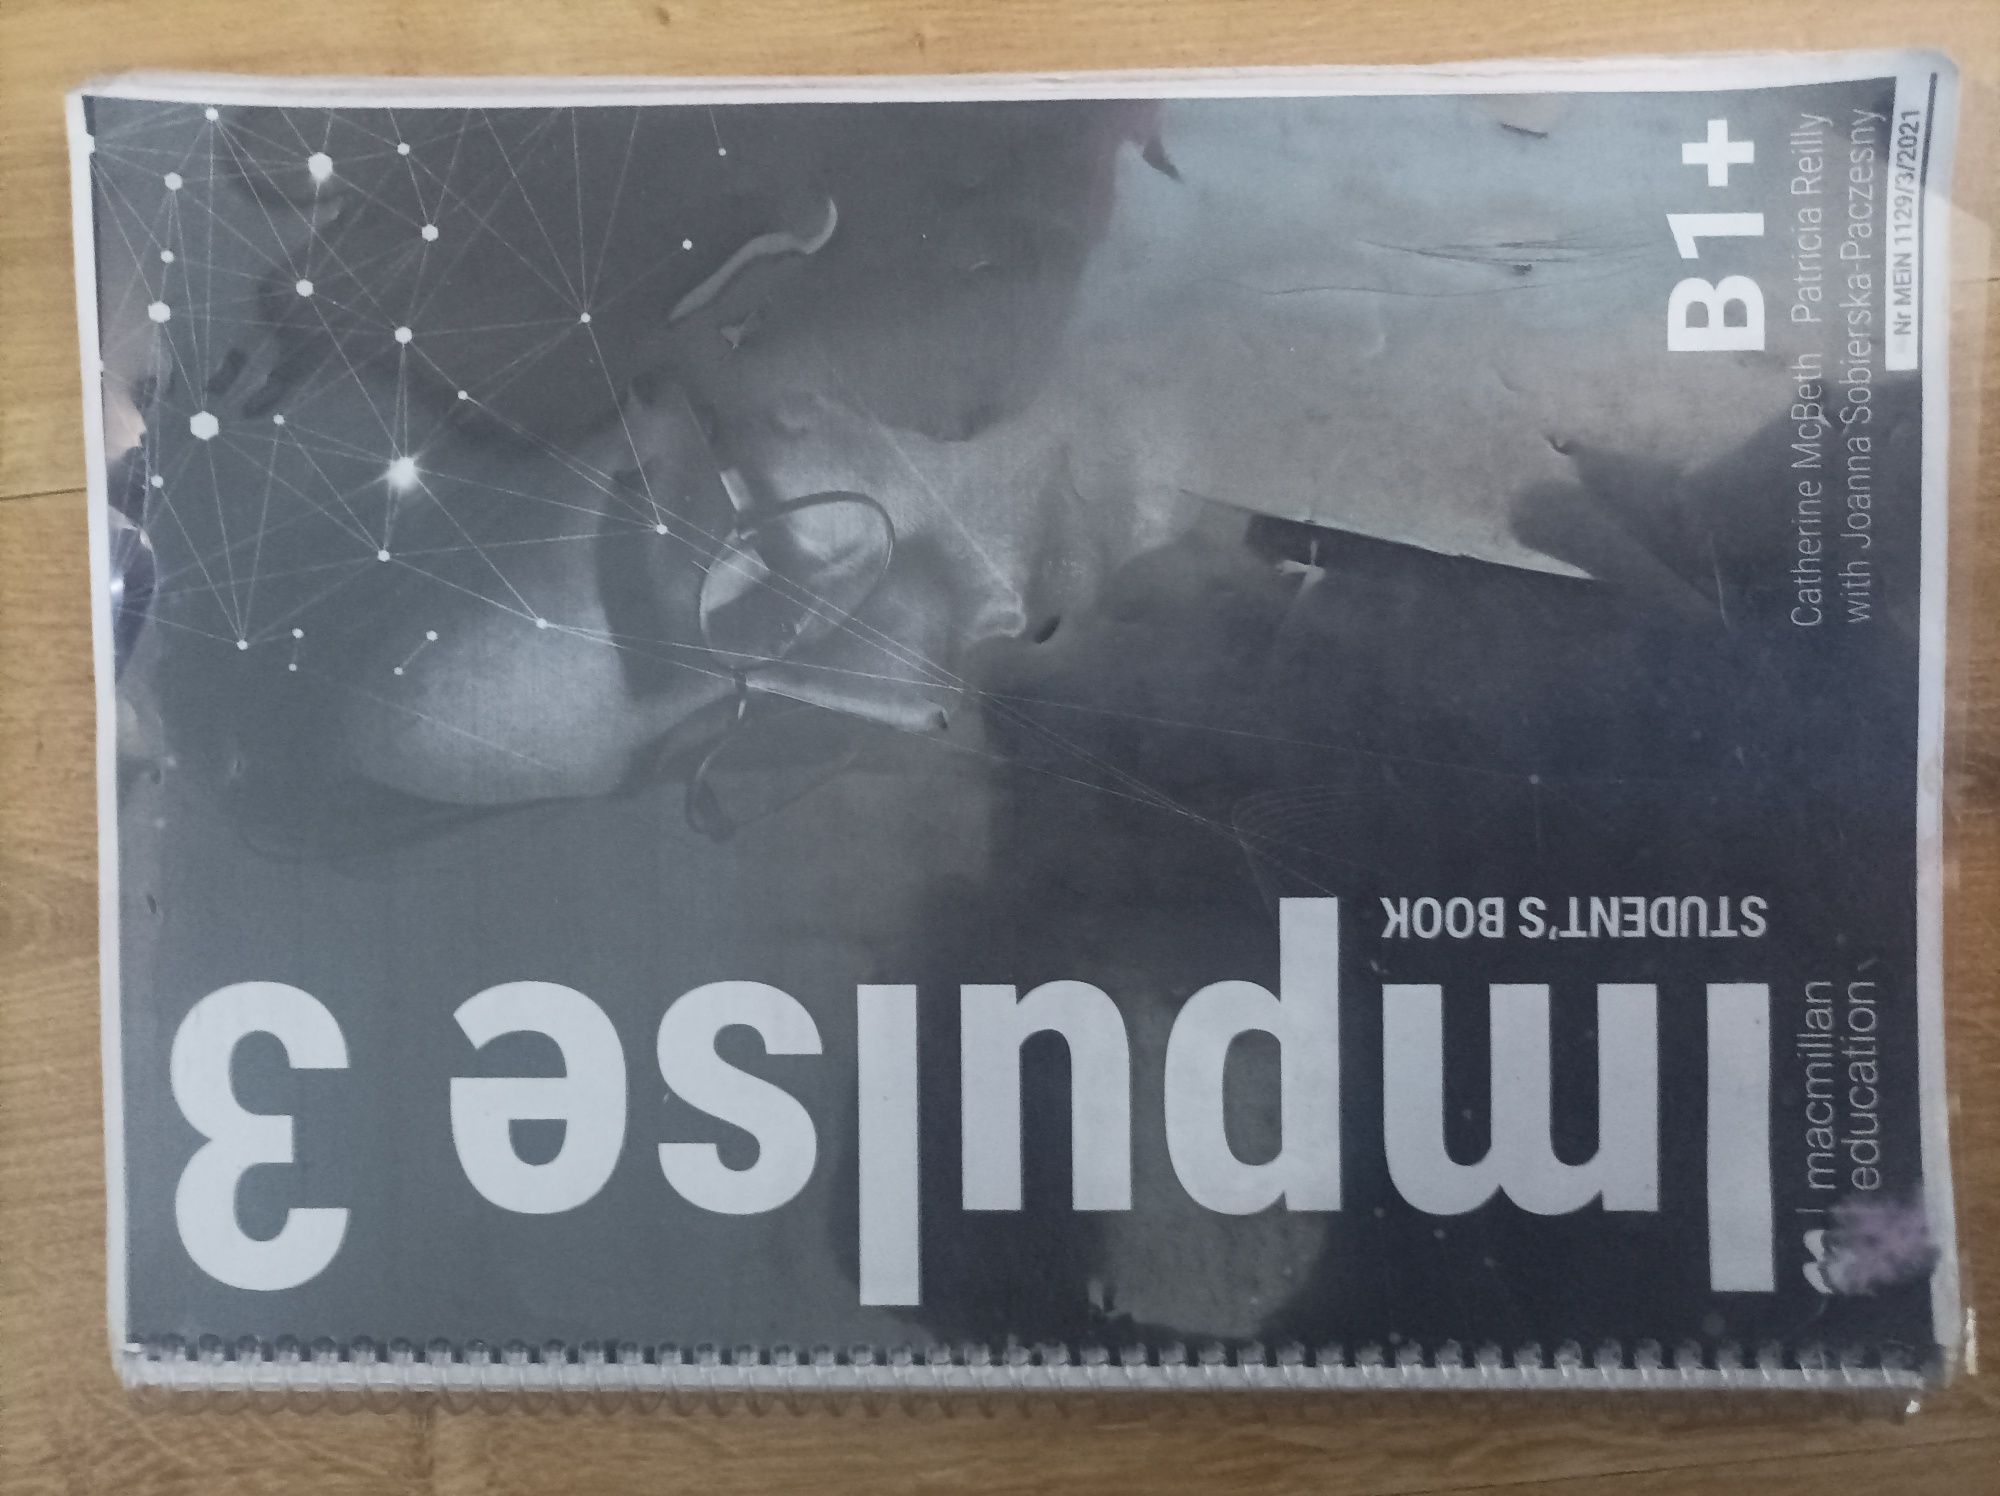 Impulse 3
STUDENT'S BOOK
B1+
macmillan
education
Catherine McBeth Patricia Reilly
with Joanna Sobierska-Paczesny
Nr MEiN 1129/3/2021